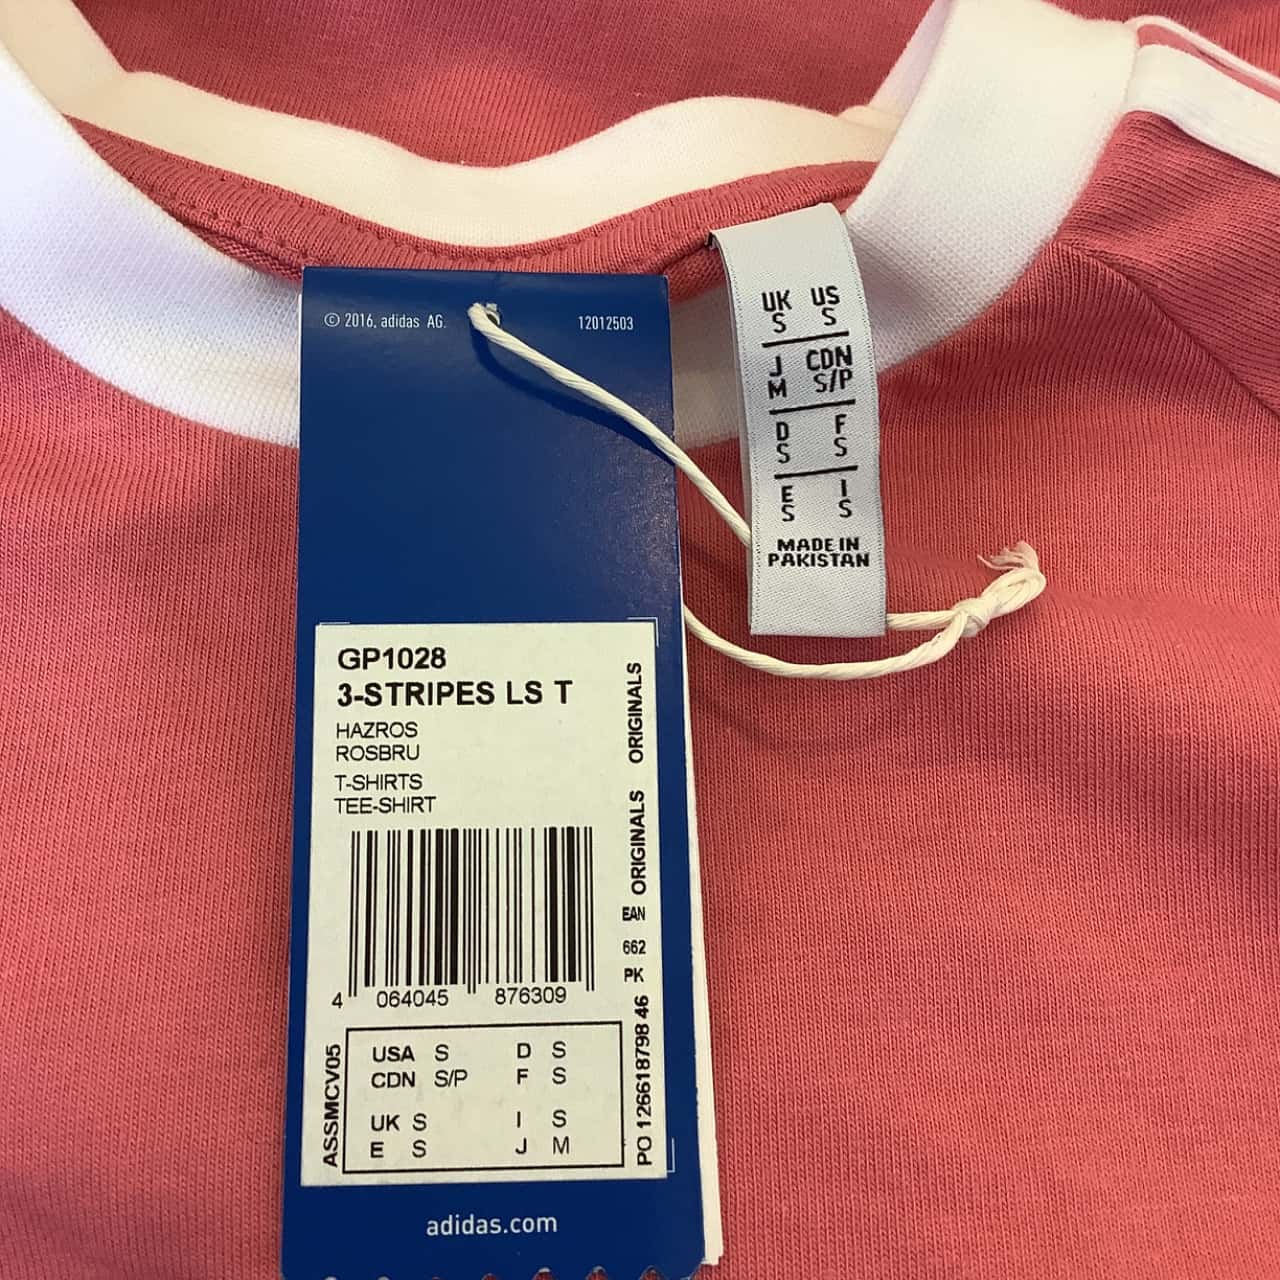 © 2016, adidas AG.
12012503
GP1028
3-STRIPES LS T
HAZROS
ROSBRU
T-SHIRTS
TEE-SHIRT
ORIGINALS
ORIGINALS
EAN
662
PK
PO 126618798 46
4 064045 876309
ASSMCV05
USA S D S
CDN S/P F S
UK S I S
E S J M
adidas.com
UK US
S S
J CDN
M S/P
D F
S S
E I
S S
MADE IN
PAKISTAN